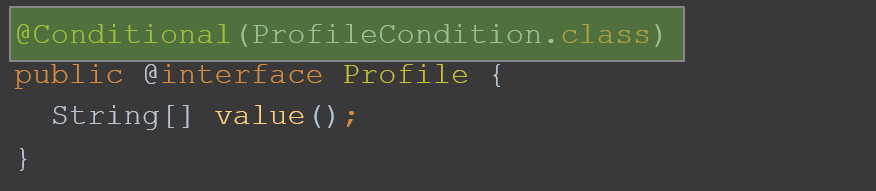 @Conditional(ProfileCondition.class)
public @interface Profile {
  String[] value();
}